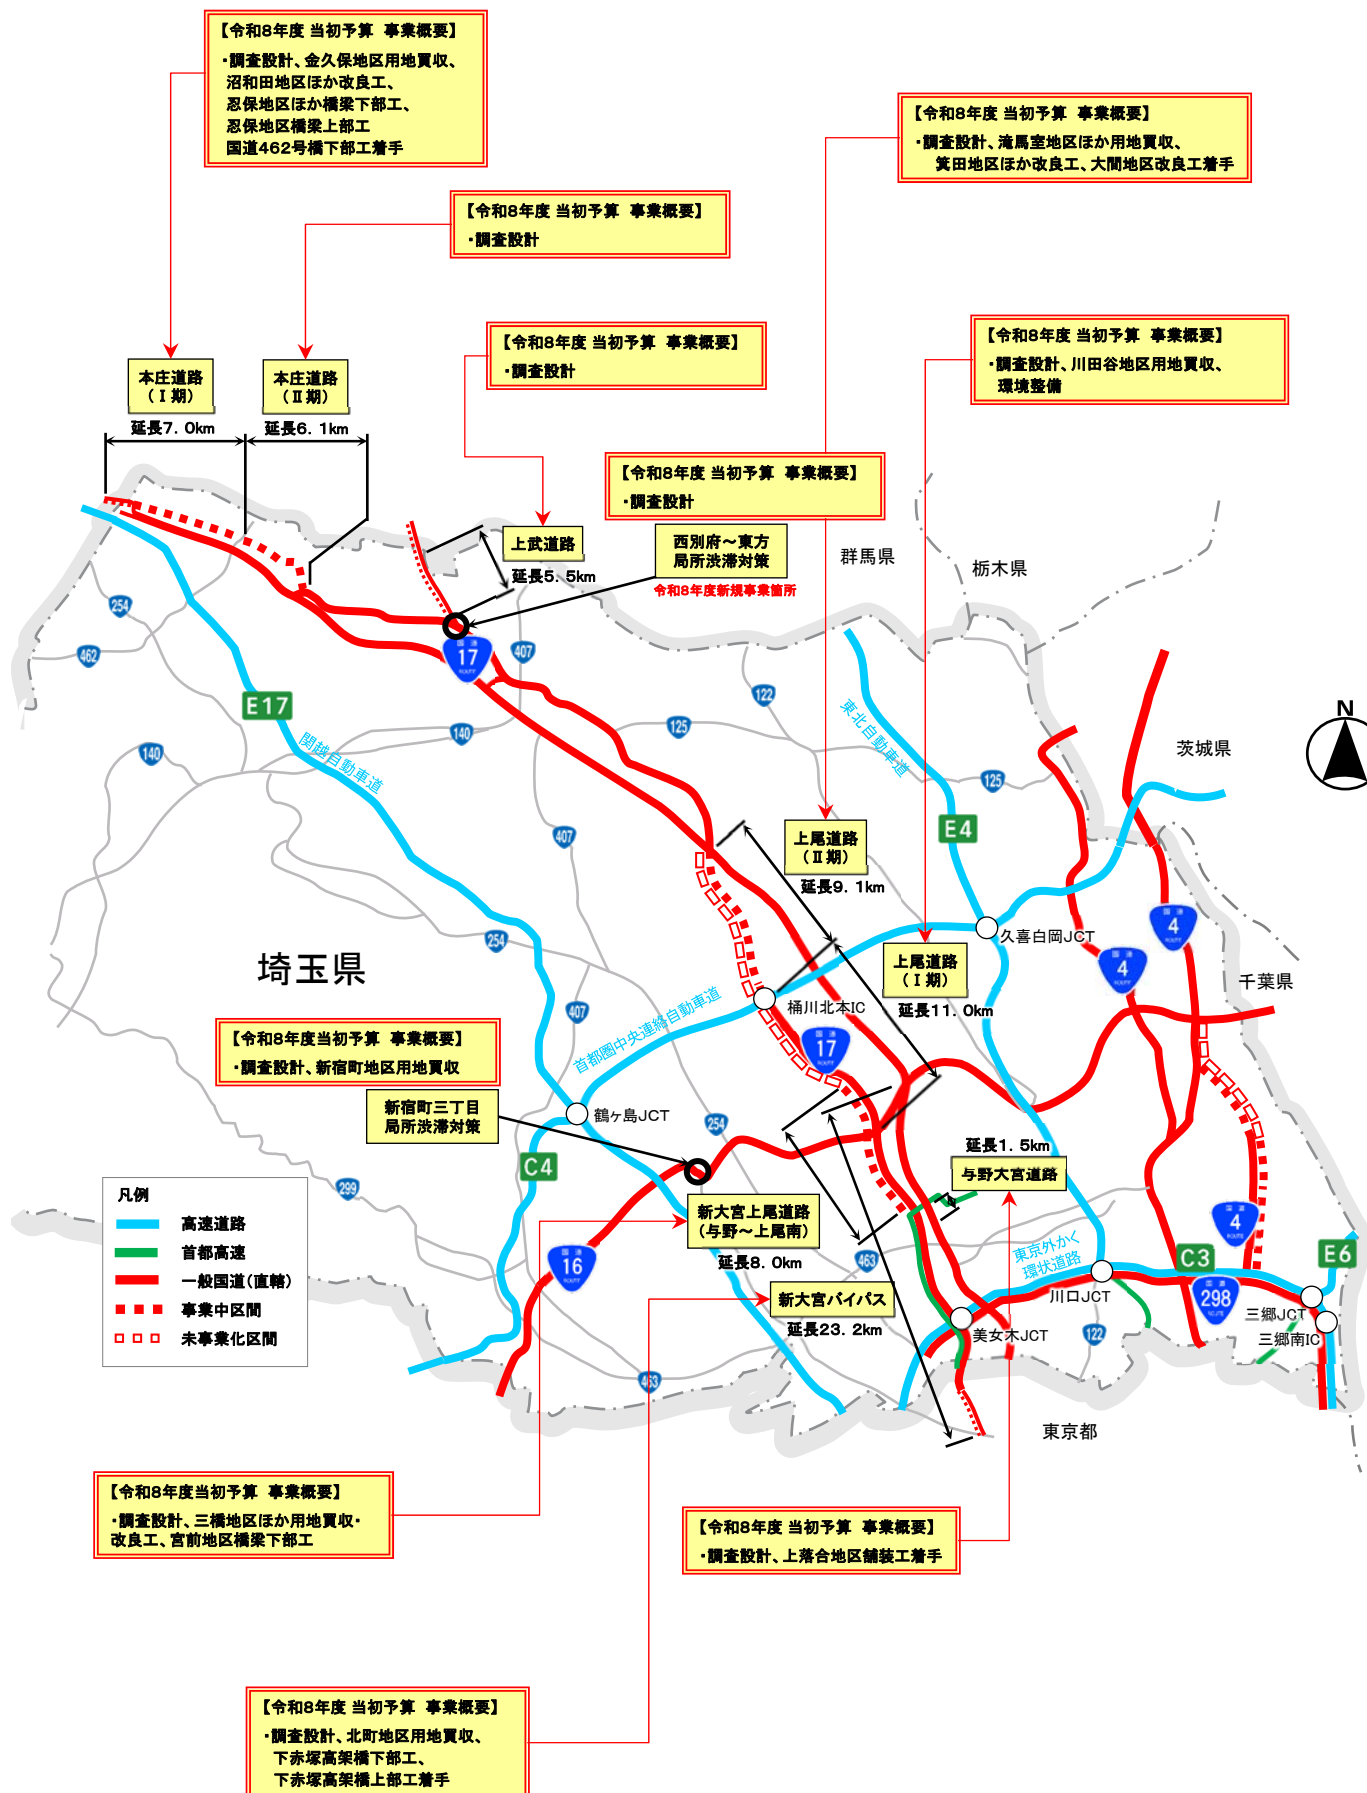 【令和8年度 当初予算 事業概要】
・調査設計、金久保地区用地買収、
沼和田地区ほか改良工、
忍保地区ほか橋梁下部工、
忍保地区橋梁上部工
国道462号橋下部工着手
【令和8年度 当初予算 事業概要】
・調査設計、滝馬室地区ほか用地買収、
箕田地区ほか改良工、大間地区改良工着手
【令和8年度 当初予算 事業概要】
・調査設計
【令和8年度 当初予算 事業概要】
・調査設計
【令和8年度 当初予算 事業概要】
・調査設計、川田谷地区用地買収、
環境整備
本庄道路
(Ⅰ期)
本庄道路
(Ⅱ期)
延長7.0km
延長6.1km
【令和8年度 当初予算 事業概要】
・調査設計
上武道路
延長5.5km
西別府～東方
局所渋滞対策
令和8年度新規事業箇所
群馬県
栃木県
254
462
国道
17
ROUTE
407
E17
122
125
140
140
関越自動車道
東北自動車道
茨城県
N
125
E4
407
上尾道路
(Ⅱ期)
延長9.1km
久喜白岡JCT
国道
4
ROUTE
254
国道
4
ROUTE
埼玉県
上尾道路
(Ⅰ期)
延長11.0km
千葉県
407
桶川北本IC
首都圏中央連絡自動車道
国道
17
ROUTE
【令和8年度当初予算 事業概要】
・調査設計、新宿町地区用地買収
新宿町三丁目
局所渋滞対策
鶴ヶ島JCT
254
延長1.5km
与野大宮道路
C4
299
凡例
高速道路
首都高速
一般国道(直轄)
事業中区間
未事業化区間
新大宮上尾道路
(与野～上尾南)
延長8.0km
国道
4
ROUTE
国道
16
ROUTE
463
東京外かく
環状道路
C3
E6
新大宮バイパス
延長23.2km
川口JCT
国道
298
ROUTE
三郷JCT
三郷南IC
美女木JCT
122
463
東京都
【令和8年度当初予算 事業概要】
・調査設計、三橋地区ほか用地買収・
改良工、宮前地区橋梁下部工
【令和8年度 当初予算 事業概要】
・調査設計、上落合地区舗装工着手
【令和8年度 当初予算 事業概要】
・調査設計、北町地区用地買収、
下赤塚高架橋下部工、
下赤塚高架橋上部工着手